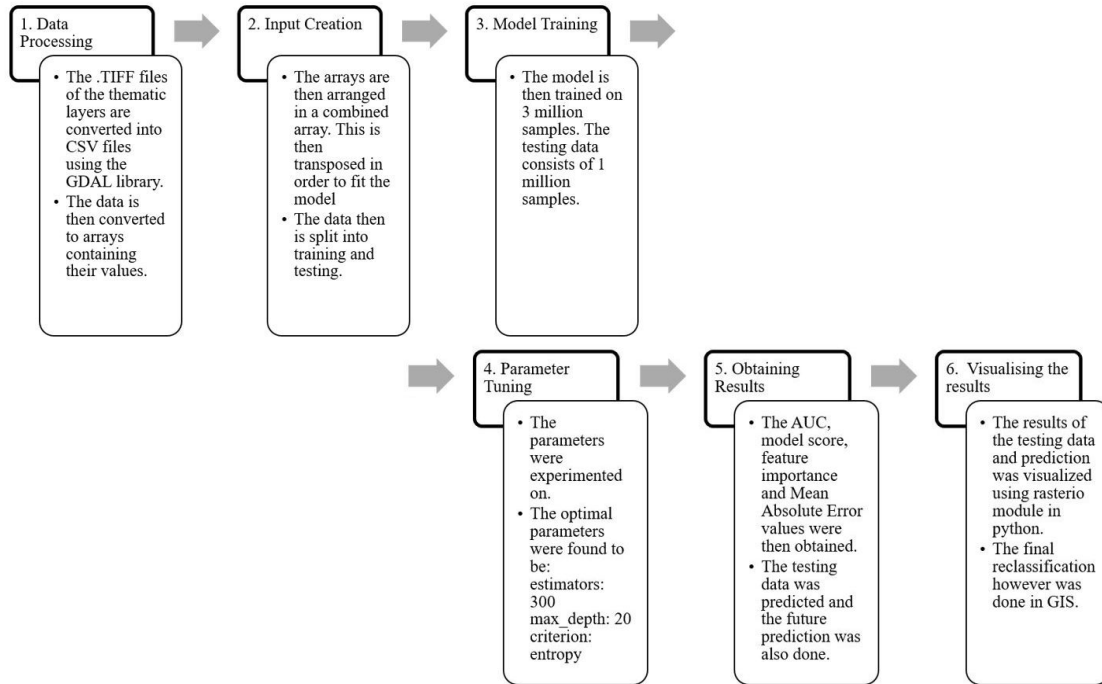 1. Data
Processing
• The .TIFF files
of the thematic
layers are
converted into
CSV files
using the
GDAL library.
• The data is
then converted
to arrays
containing
their values.
2. Input Creation
• The arrays are
then arranged
in a combined
array. This is
then
transposed in
order to fit the
model
• The data then
is split into
training and
testing.
3. Model Training
• The model is
then trained on
3 million
samples. The
testing data
consists of 1
million
samples.
4. Parameter
Tuning
• The
parameters
were
experimented
on.
• The optimal
parameters
were found to
be:
estimators:
300
max_depth: 20
criterion:
entropy
5. Obtaining
Results
• The AUC,
model score,
feature
importance
and Mean
Absolute Error
values were
then obtained.
• The testing
data was
predicted and
the future
prediction was
also done.
6. Visualising the
results
• The results of
the testing data
and prediction
was visualized
using rasterio
module in
python.
• The final
reclassification
however was
done in GIS.